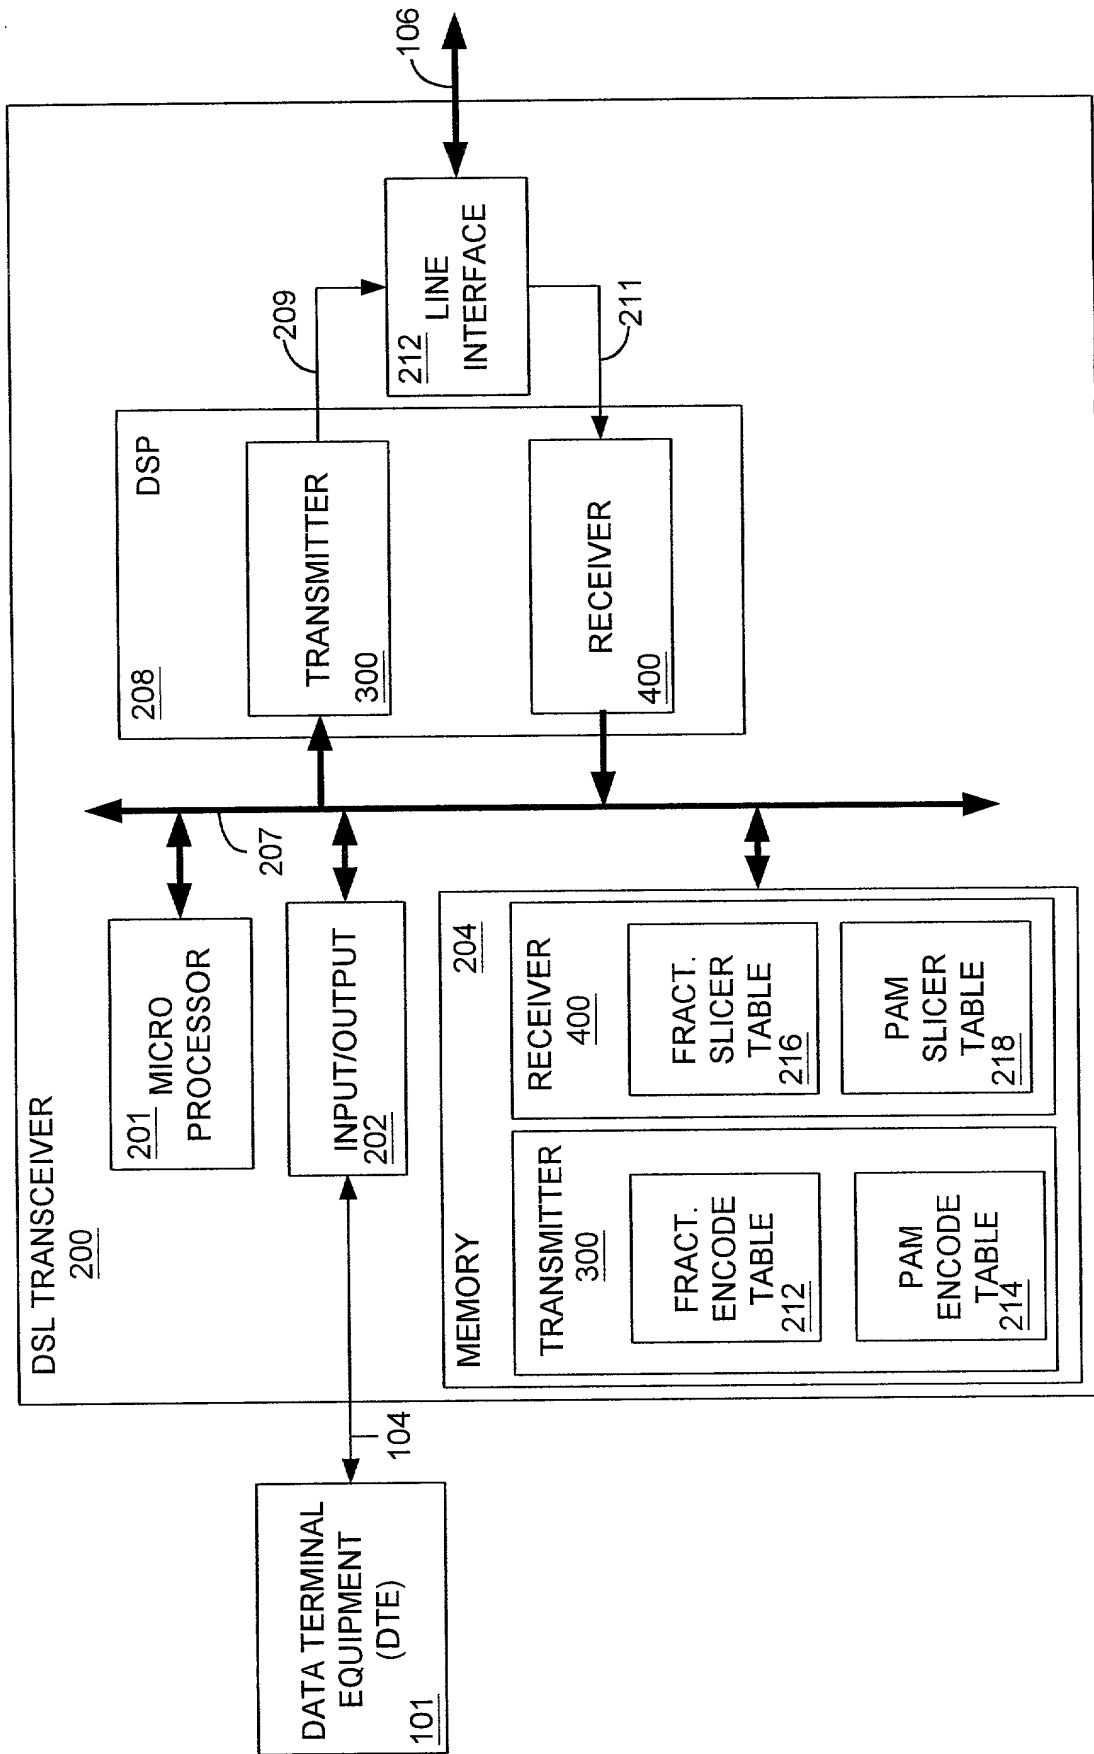 DSL TRANSCEIVER
200
201 MICRO
PROCESSOR
207
INPUT/OUTPUT
202
104
DATA TERMINAL
EQUIPMENT
(DTE)
101
MEMORY
204
TRANSMITTER
300
FRACT.
ENCODE
TABLE
212
PAM
ENCODE
TABLE
214
RECEIVER
400
FRACT.
SLICER
TABLE
216
PAM
SLICER
TABLE
218
208
DSP
TRANSMITTER
300
RECEIVER
400
209
211
212 LINE
INTERFACE
106